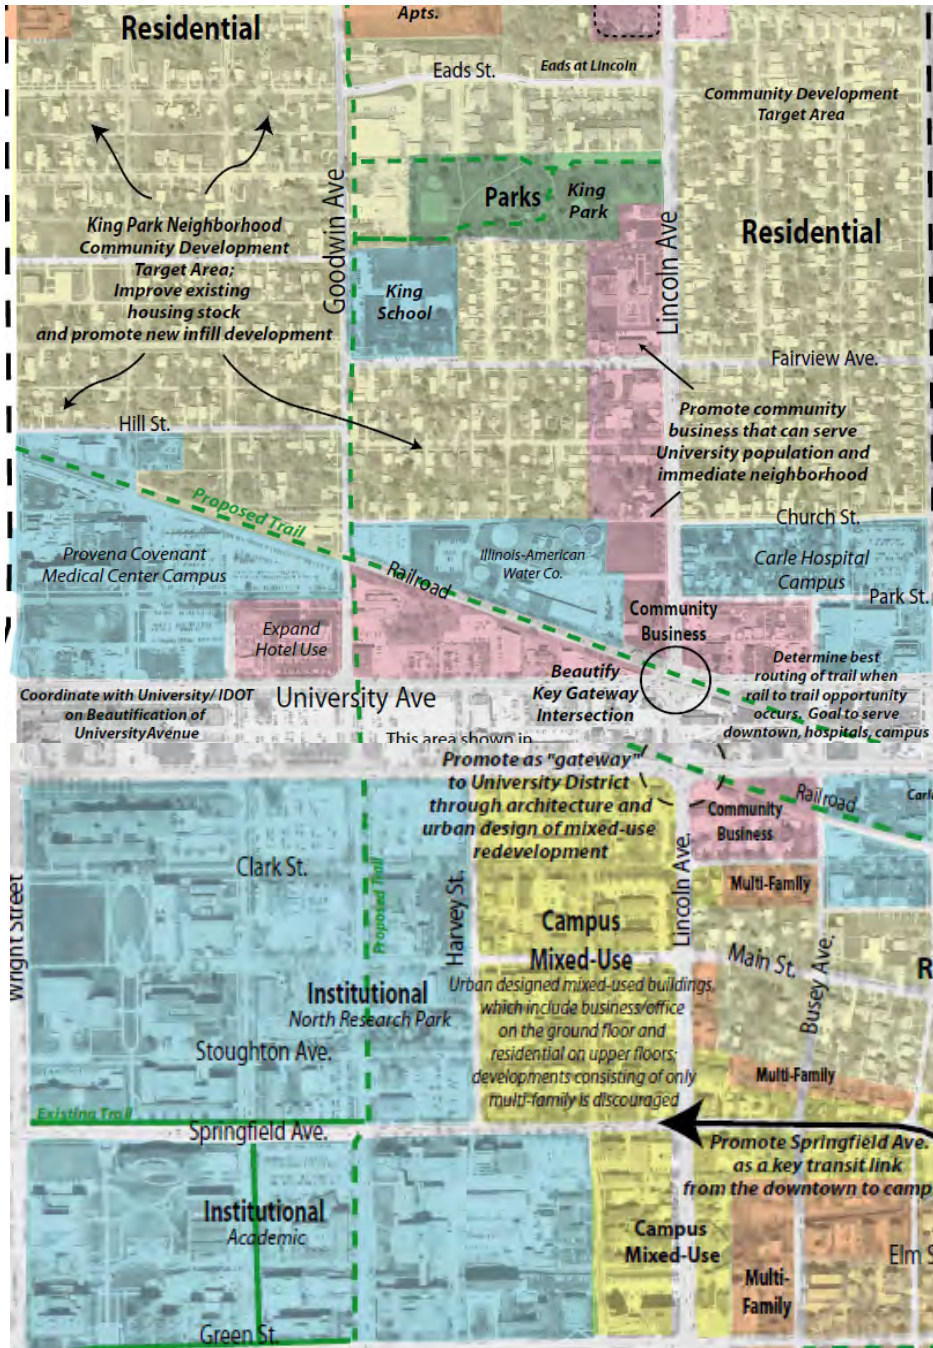 Residential
Apts.
Eads St.
Eads at Lincoln
Community Development
Target Area
Goodwin Ave
Parks
King
Park
Lincoln Ave
Residential
King Park Neighborhood
Community Development
Target Area;
Improve existing
housing stock
and promote new infill development
King
School
Fairview Ave.
Hill St.
Promote community
business that can serve
University population and
immediate neighborhood
Proposed Trail
Church St.
Provena Covenant
Medical Center Campus
Railroad
Illinois-American
Water Co.
Carle Hospital
Campus
Park St.
Expand
Hotel Use
Community
Business
Beautify
Key Gateway
Intersection
Determine best
routing of trail when
rail to trail opportunity
occurs. Goal to serve
downtown, hospitals, campus
Coordinate with University/ IDOT
on Beautification of
UniversityAvenue
University Ave
This area shown in
Promote as "gateway"
to University District
through architecture and
urban design of mixed-use
redevelopment
Railroad
Carle
Community
Business
Clark St.
Proposed Trail
Harvey St.
Lincoln Ave.
Multi-Family
Wright Street
Campus
Mixed-Use
Main St.
Busey Ave.
R
Urban designed mixed-used buildings,
which include business/office
on the ground floor and
residential on upper floors;
developments consisting of only
multi-family is discouraged
Institutional
North Research Park
Stoughton Ave.
Multi-Family
Existing Trail
Springfield Ave.
Promote Springfield Ave.
as a key transit link
from the downtown to camp
Institutional
Academic
Campus
Mixed-Use
Elm S
Multi-
Family
Green St.